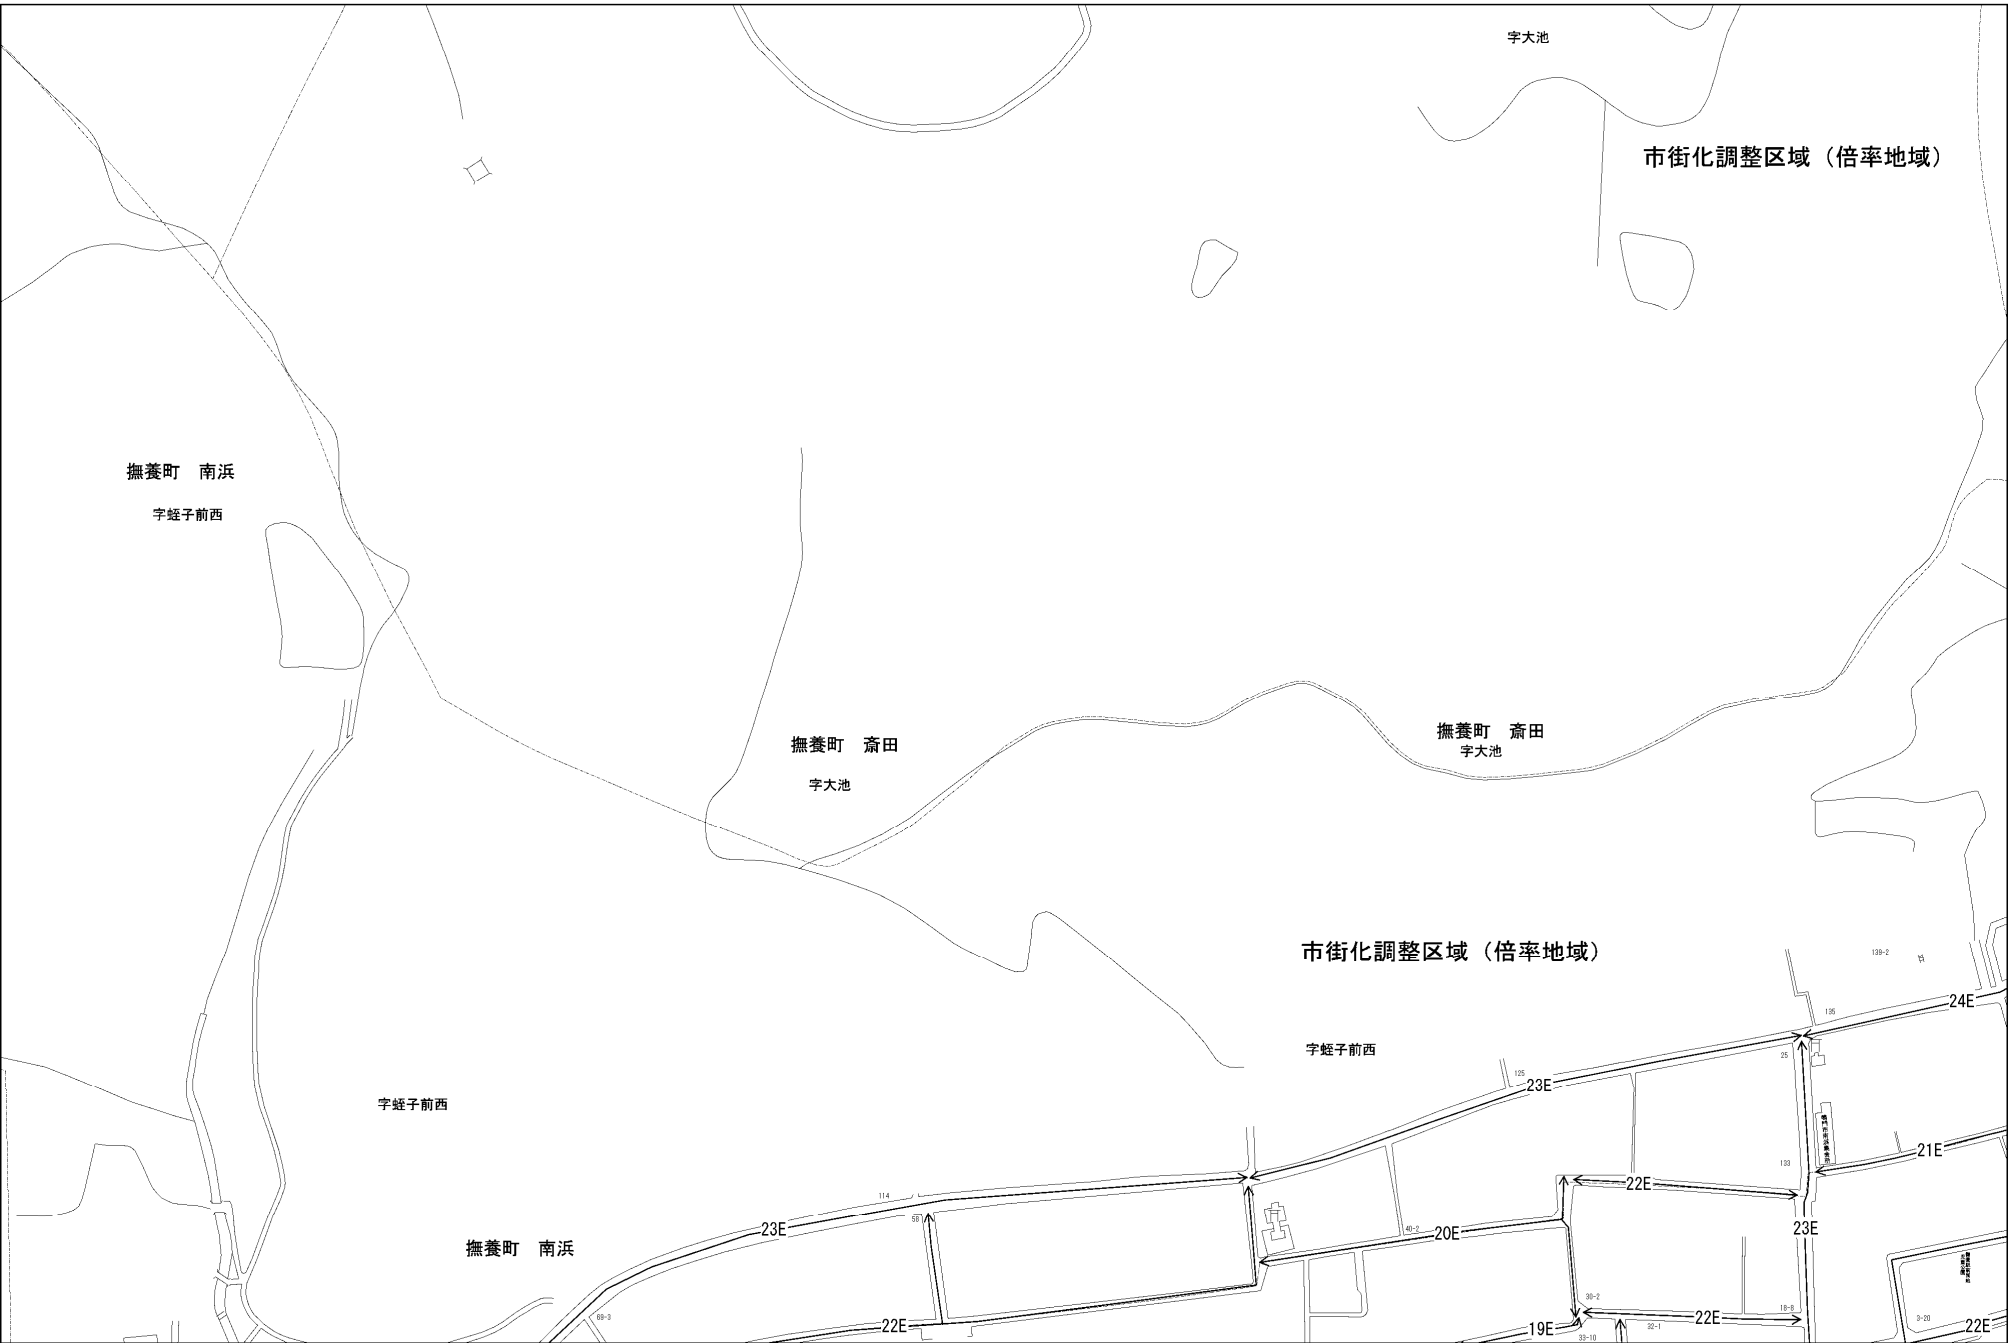 字大池
市街化調整区域（倍率地域）
撫養町　南浜
字蛭子前西
撫養町　斎田
字大池
撫養町　斎田
字大池
市街化調整区域（倍率地域）
139-2
24E
135
字蛭子前西
25
125
23E
字蛭子前西
21E
133
22E
114
58
23E
40-2
20E
23E
撫養町　南浜
30-2
18-8
69-3
22E
22E
3-20
19E
32-1
22E
33-10